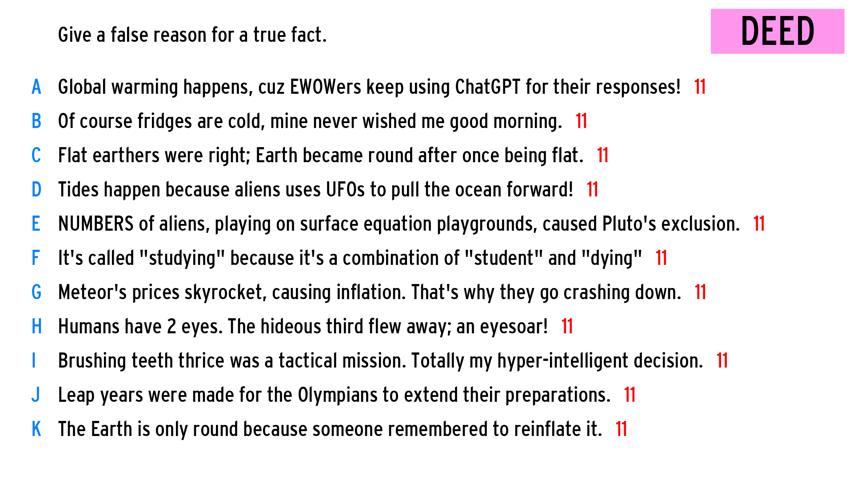 Give a false reason for a true fact.
DEED
A Global warming happens, cuz EWOWers keep using ChatGPT for their responses! 11
B Of course fridges are cold, mine never wished me good morning. 11
C Flat earthers were right; Earth became round after once being flat. 11
D Tides happen because aliens uses UFOs to pull the ocean forward! 11
E NUMBERS of aliens, playing on surface equation playgrounds, caused Pluto's exclusion. 11
F It's called "studying" because it's a combination of "student" and "dying" 11
G Meteor's prices skyrocket, causing inflation. That's why they go crashing down. 11
H Humans have 2 eyes. The hideous third flew away; an eyesoar! 11
I Brushing teeth thrice was a tactical mission. Totally my hyper-intelligent decision. 11
J Leap years were made for the Olympians to extend their preparations. 11
K The Earth is only round because someone remembered to reinflate it. 11